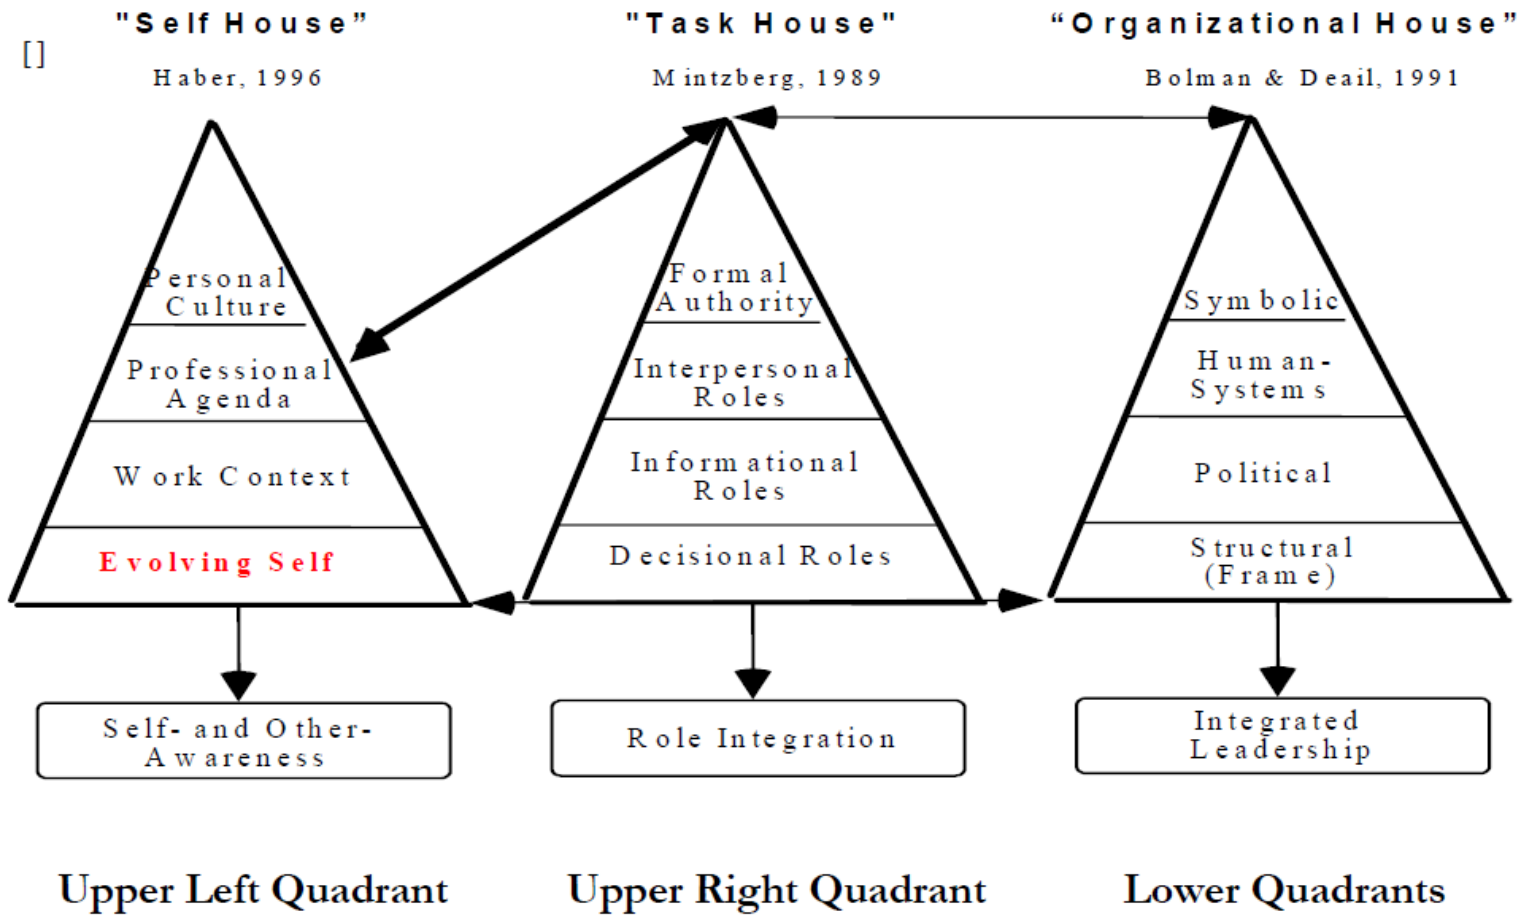 "Self House"
"Task House"
“Organizational House”
[]
Haber, 1996
Mintzberg, 1989
Bolman & Deail, 1991
Personal
Culture
Professional
Agenda
Work Context
Evolving Self
Formal
Authority
Interpersonal
Roles
Informational
Roles
Decisional Roles
Symbolic
Human-
Systems
Political
Structural
(Frame)
Self- and Other-
Awareness
Role Integration
Integrated
Leadership
Upper Left Quadrant
Upper Right Quadrant
Lower Quadrants